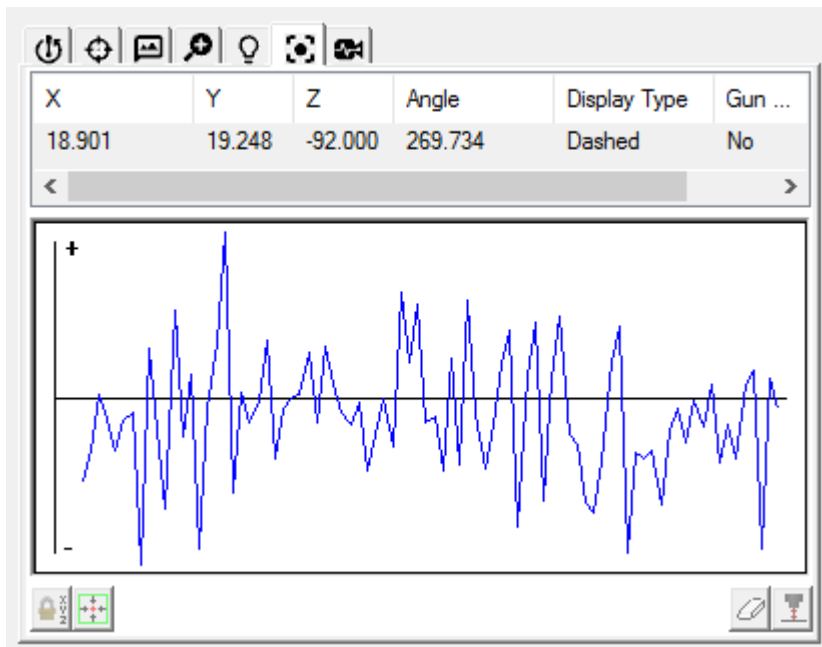 X Y Z Angle Display Type Gun ...
18.901 19.248 -92.000 269.734 Dashed No
+
-
X
Y
Z